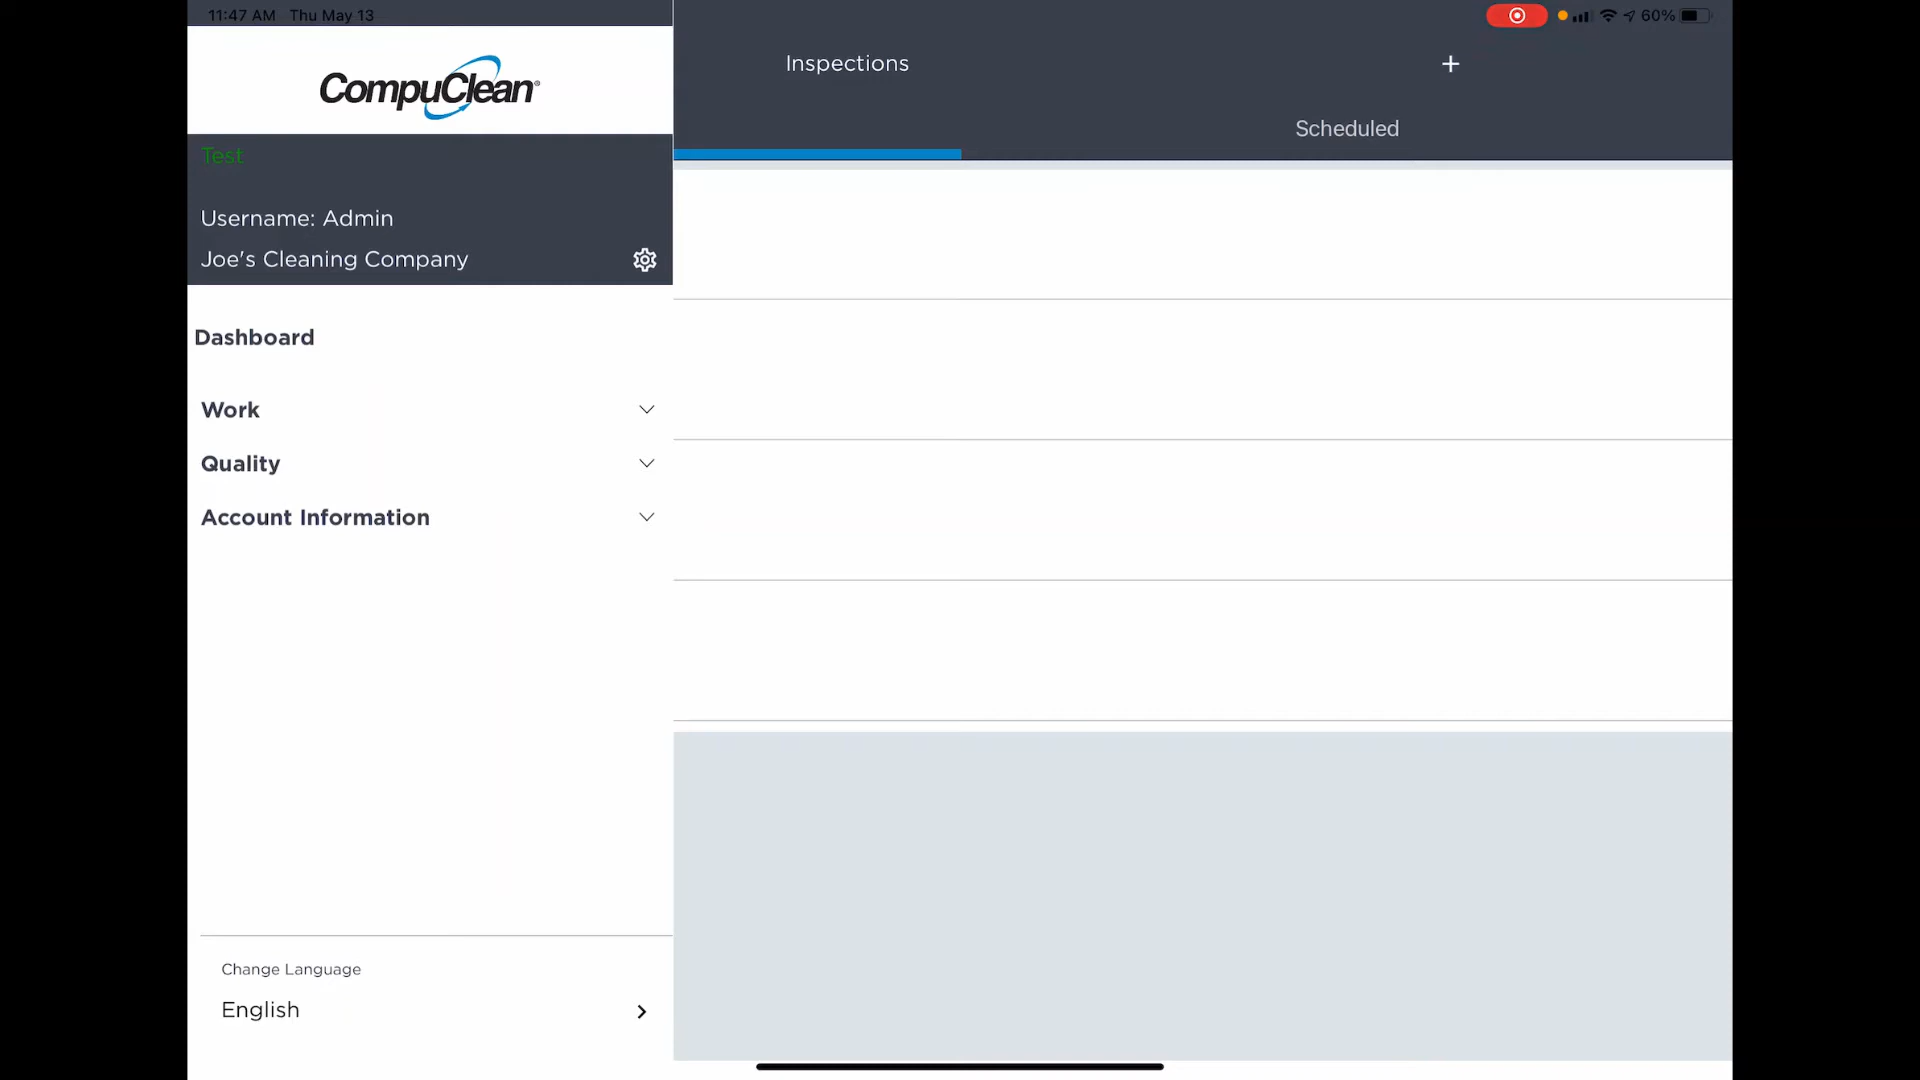 11:47 AM Thu May 13
60%
CompuClean®
Inspections
+
Scheduled
Test
Username: Admin
Joe's Cleaning Company
Dashboard
Work
Quality
Account Information
Change Language
English